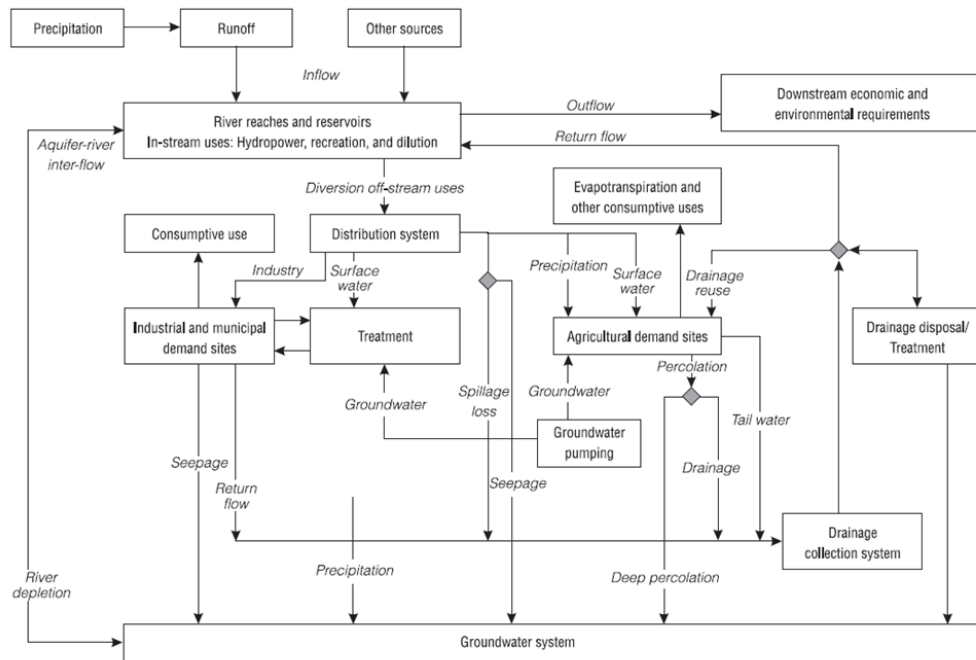 Precipitation
Runoff
Other sources
Inflow
Downstream economic and
environmental requirements
Outflow
River reaches and reservoirs
In-stream uses: Hydropower, recreation, and dilution
Return flow
Aquifer-river
inter-flow
Diversion off-stream uses
Evapotranspiration and
other consumptive uses
Consumptive use
Distribution system
Industry
Surface
water
Precipitation
Surface
water
Drainage
reuse
Industrial and municipal
demand sites
Treatment
Agricultural demand sites
Drainage disposal/
Treatment
Percolation
Groundwater
Spillage
loss
Groundwater
Tail water
Groundwater
pumping
Seepage
Return
flow
Seepage
Drainage
Drainage
collection system
River
depletion
Precipitation
Deep percolation
Groundwater system